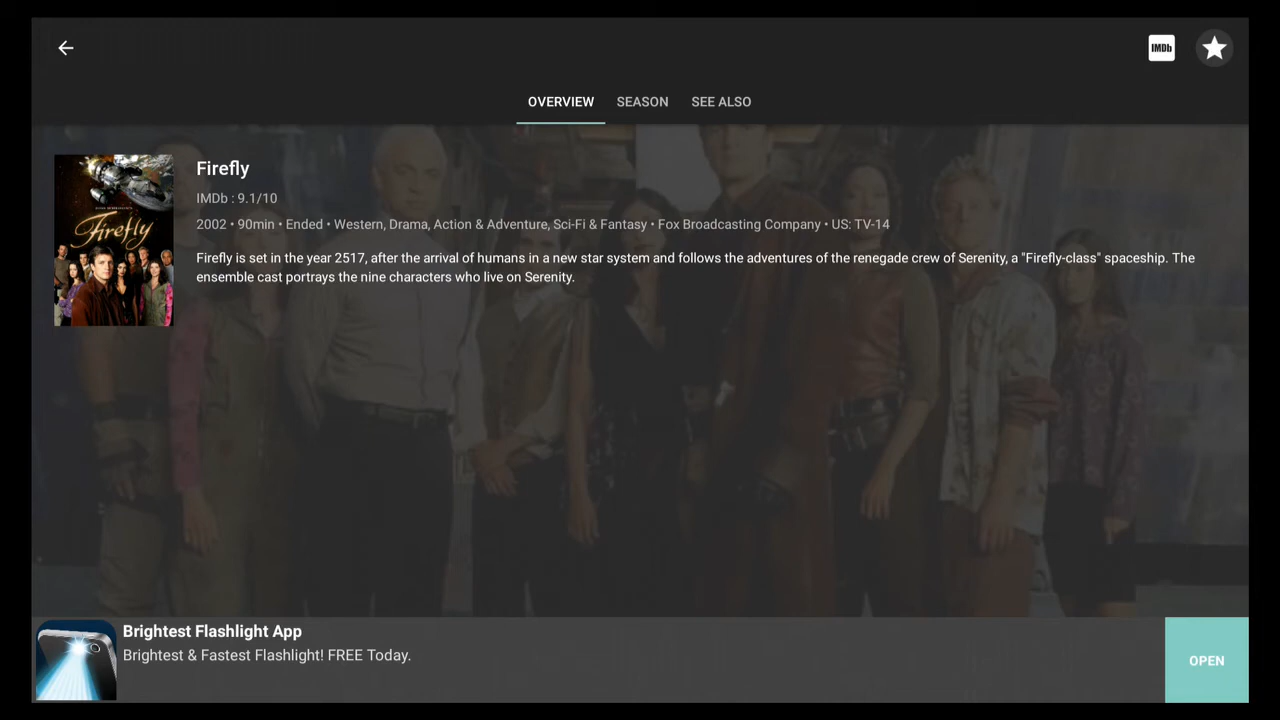 IMDb
OVERVIEW SEASON SEE ALSO
Firefly
Firefly
IMDb : 9.1/10
2002 • 90min • Ended • Western, Drama, Action & Adventure, Sci-Fi & Fantasy • Fox Broadcasting Company • US: TV-14
Firefly is set in the year 2517, after the arrival of humans in a new star system and follows the adventures of the renegade crew of Serenity, a "Firefly-class" spaceship. The
ensemble cast portrays the nine characters who live on Serenity.
Brightest Flashlight App
Brightest & Fastest Flashlight! FREE Today.
OPEN